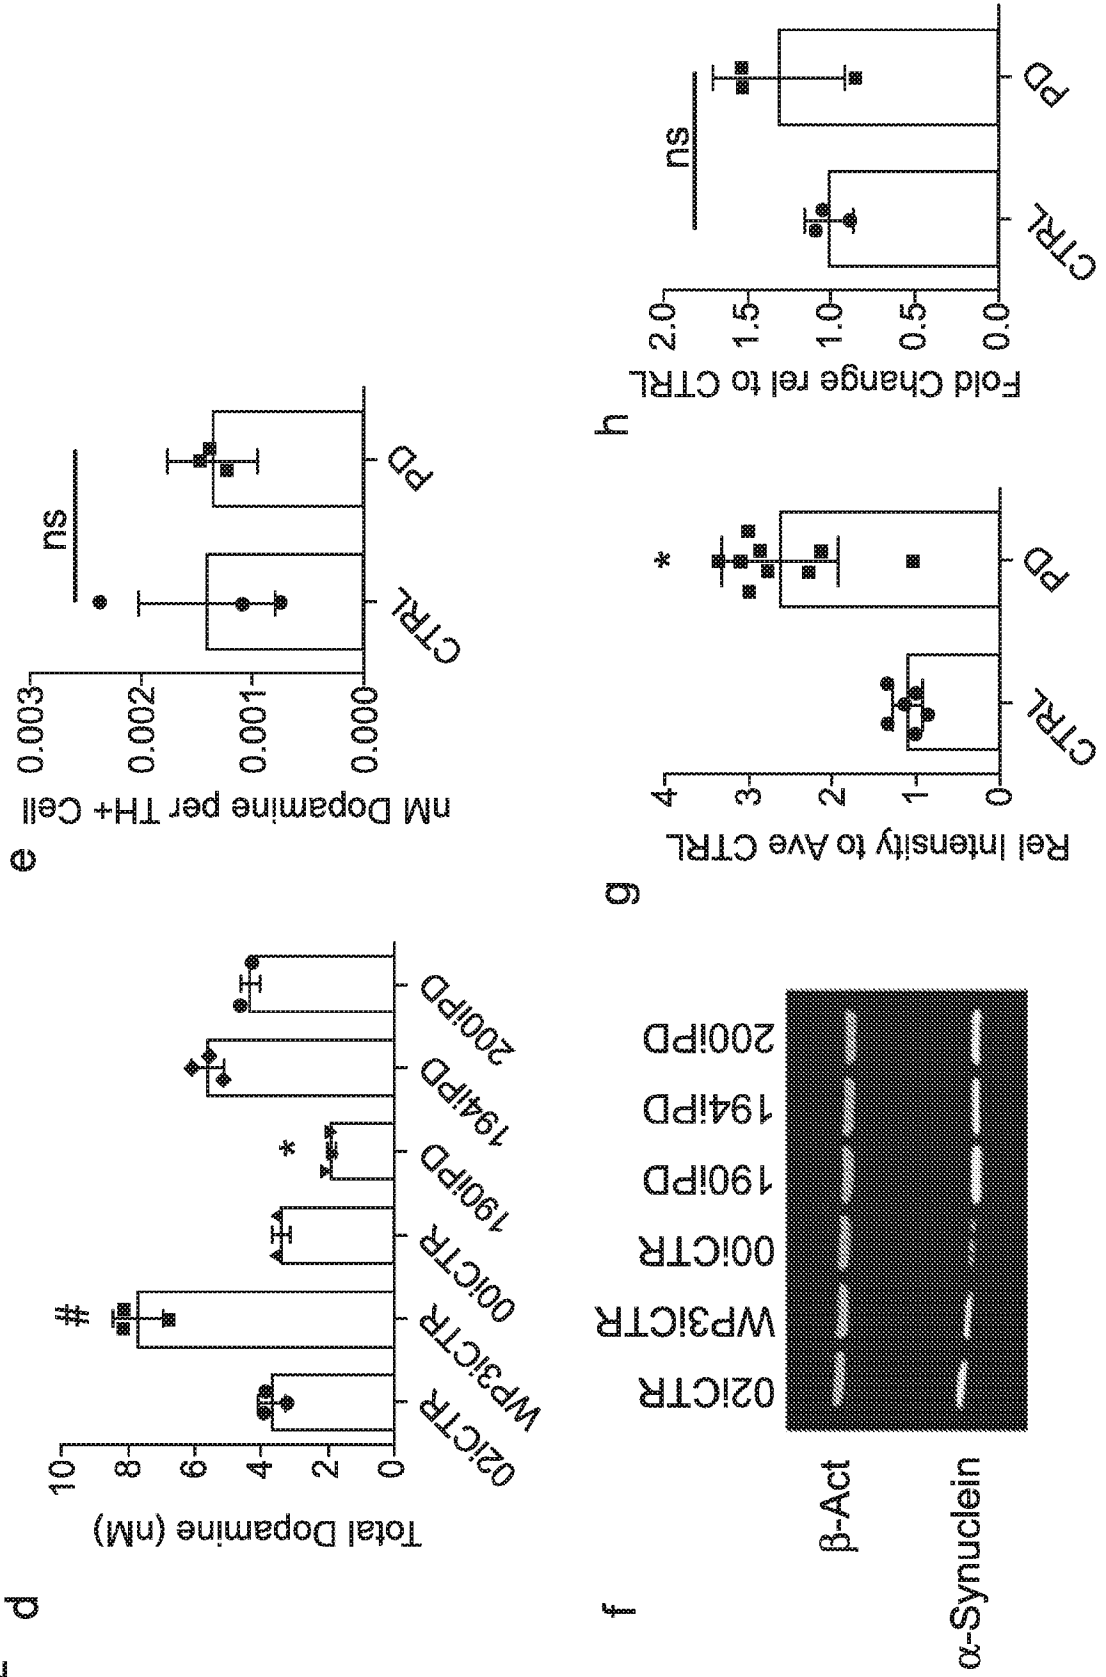 d
Total Dopamine (nM)
10
8
6
4
2
0
#
*
02iCTR
WP3iCTR
00iCTR
190iPD
194iPD
200iPD
e
nM Dopamine per TH+ Cell
0.003
0.002
0.001
0.000
ns
CTRL
PD
f
02iCTR
WP3iCTR
00iCTR
190iPD
194iPD
200iPD
β-Act
α-Synuclein
g
Rel Intensity to Ave CTRL
4
3
2
1
0
*
CTRL
PD
h
Fold Change rel to CTRL
2.0
1.5
1.0
0.5
0.0
ns
CTRL
PD